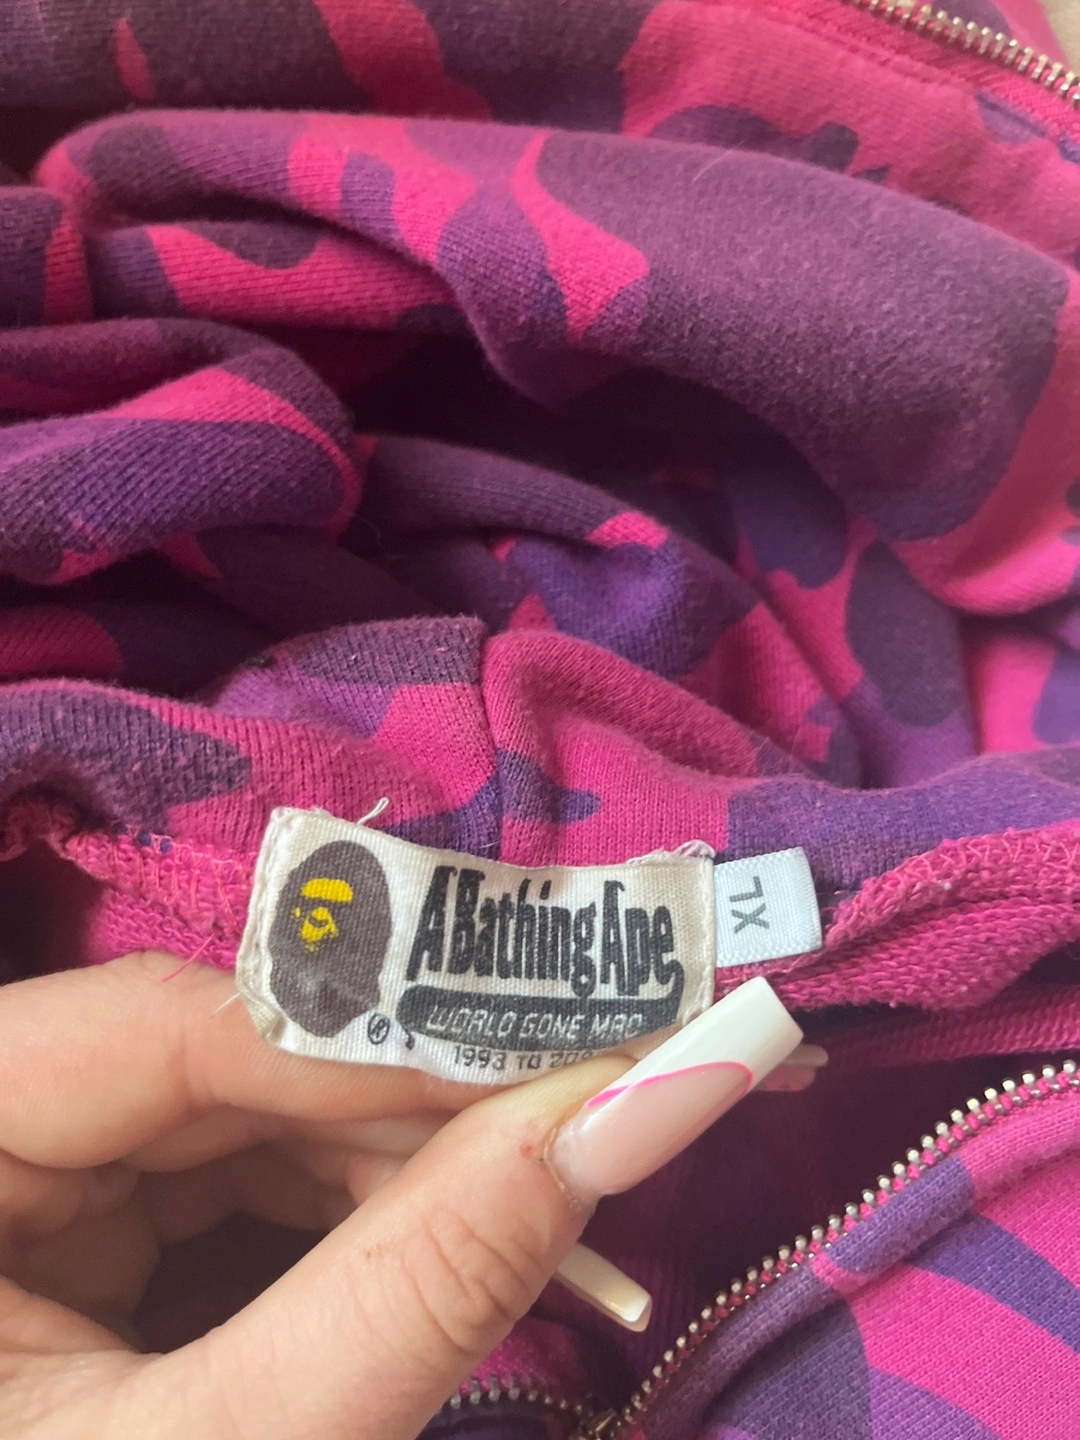 A Bathing Ape
®
WORLD GONE MAD
1993 TO
XL